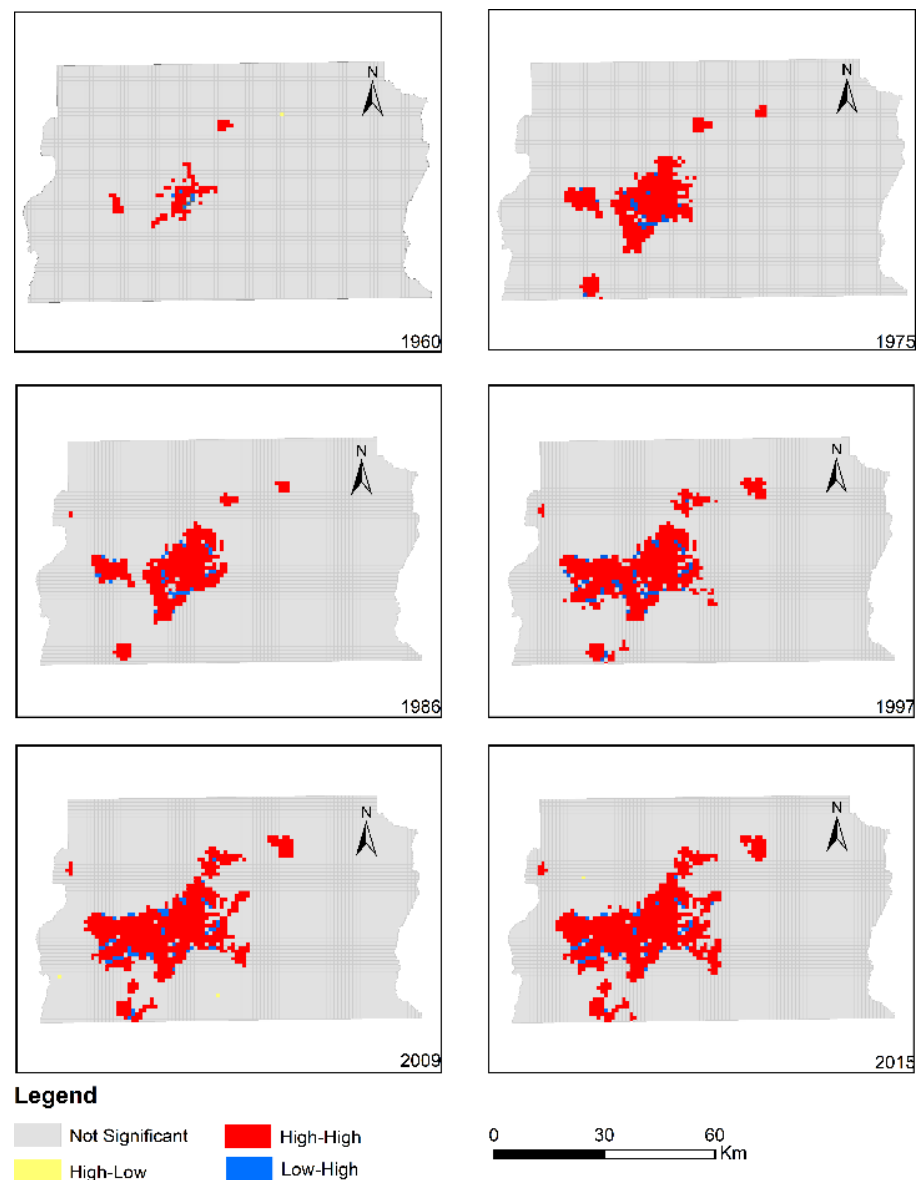 N
N
1960
1975
N
N
1986
1997
N
N
2009
2015
Legend
Not Significant
High-High
High-Low
Low-High
0
30
60
Km